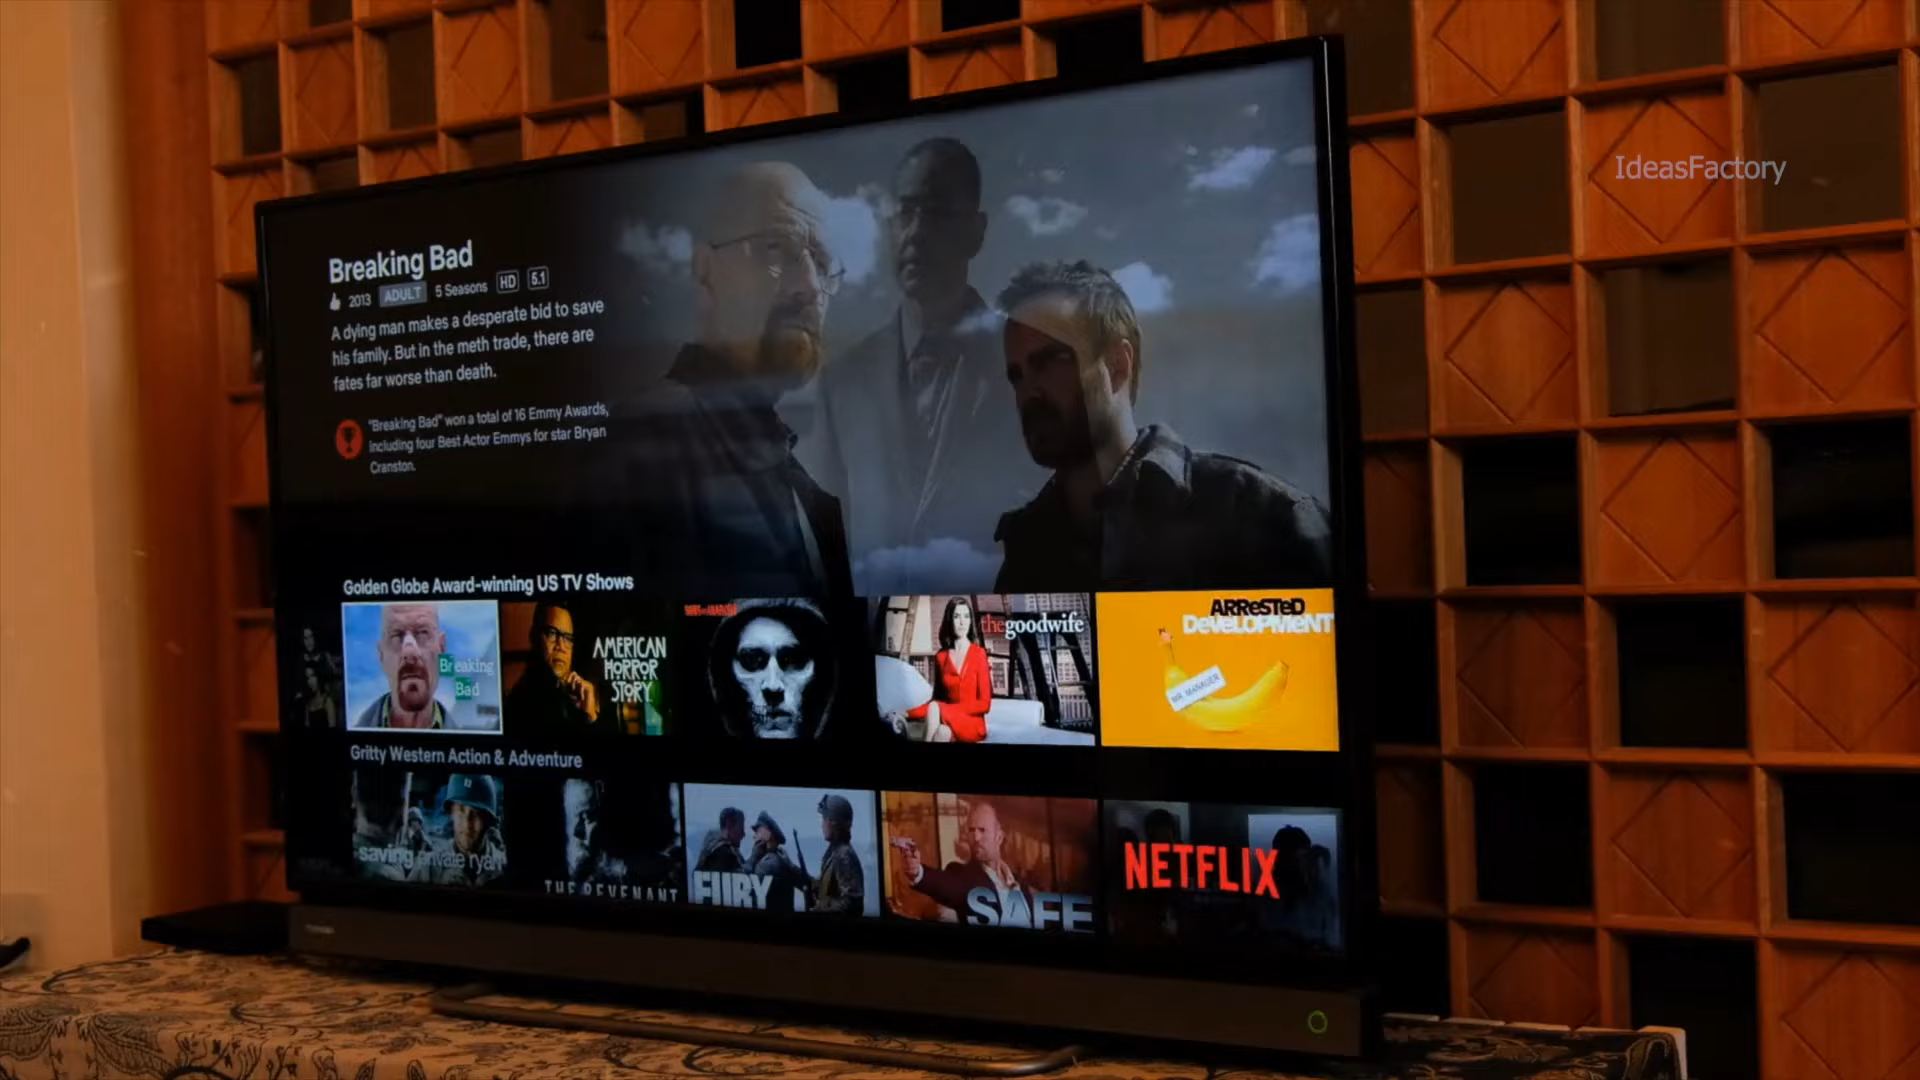 IdeasFactory
Breaking Bad
2013 ADULT 5 Seasons HD 5.1
A dying man makes a desperate bid to save
his family. But in the meth trade, there are
fates far worse than death.
"Breaking Bad" won a total of 16 Emmy Awards,
including four Best Actor Emmys for star Bryan
Cranston.
Golden Globe Award-winning US TV Shows
Breaking
Bad
AMERICAN
HORROR
STORY
thegoodwife
ARRESTED
DEVELOPMENT
MR. MANAGER
Gritty Western Action & Adventure
saving private ryan
THE REVENANT
FURY
SAFE
NETFLIX